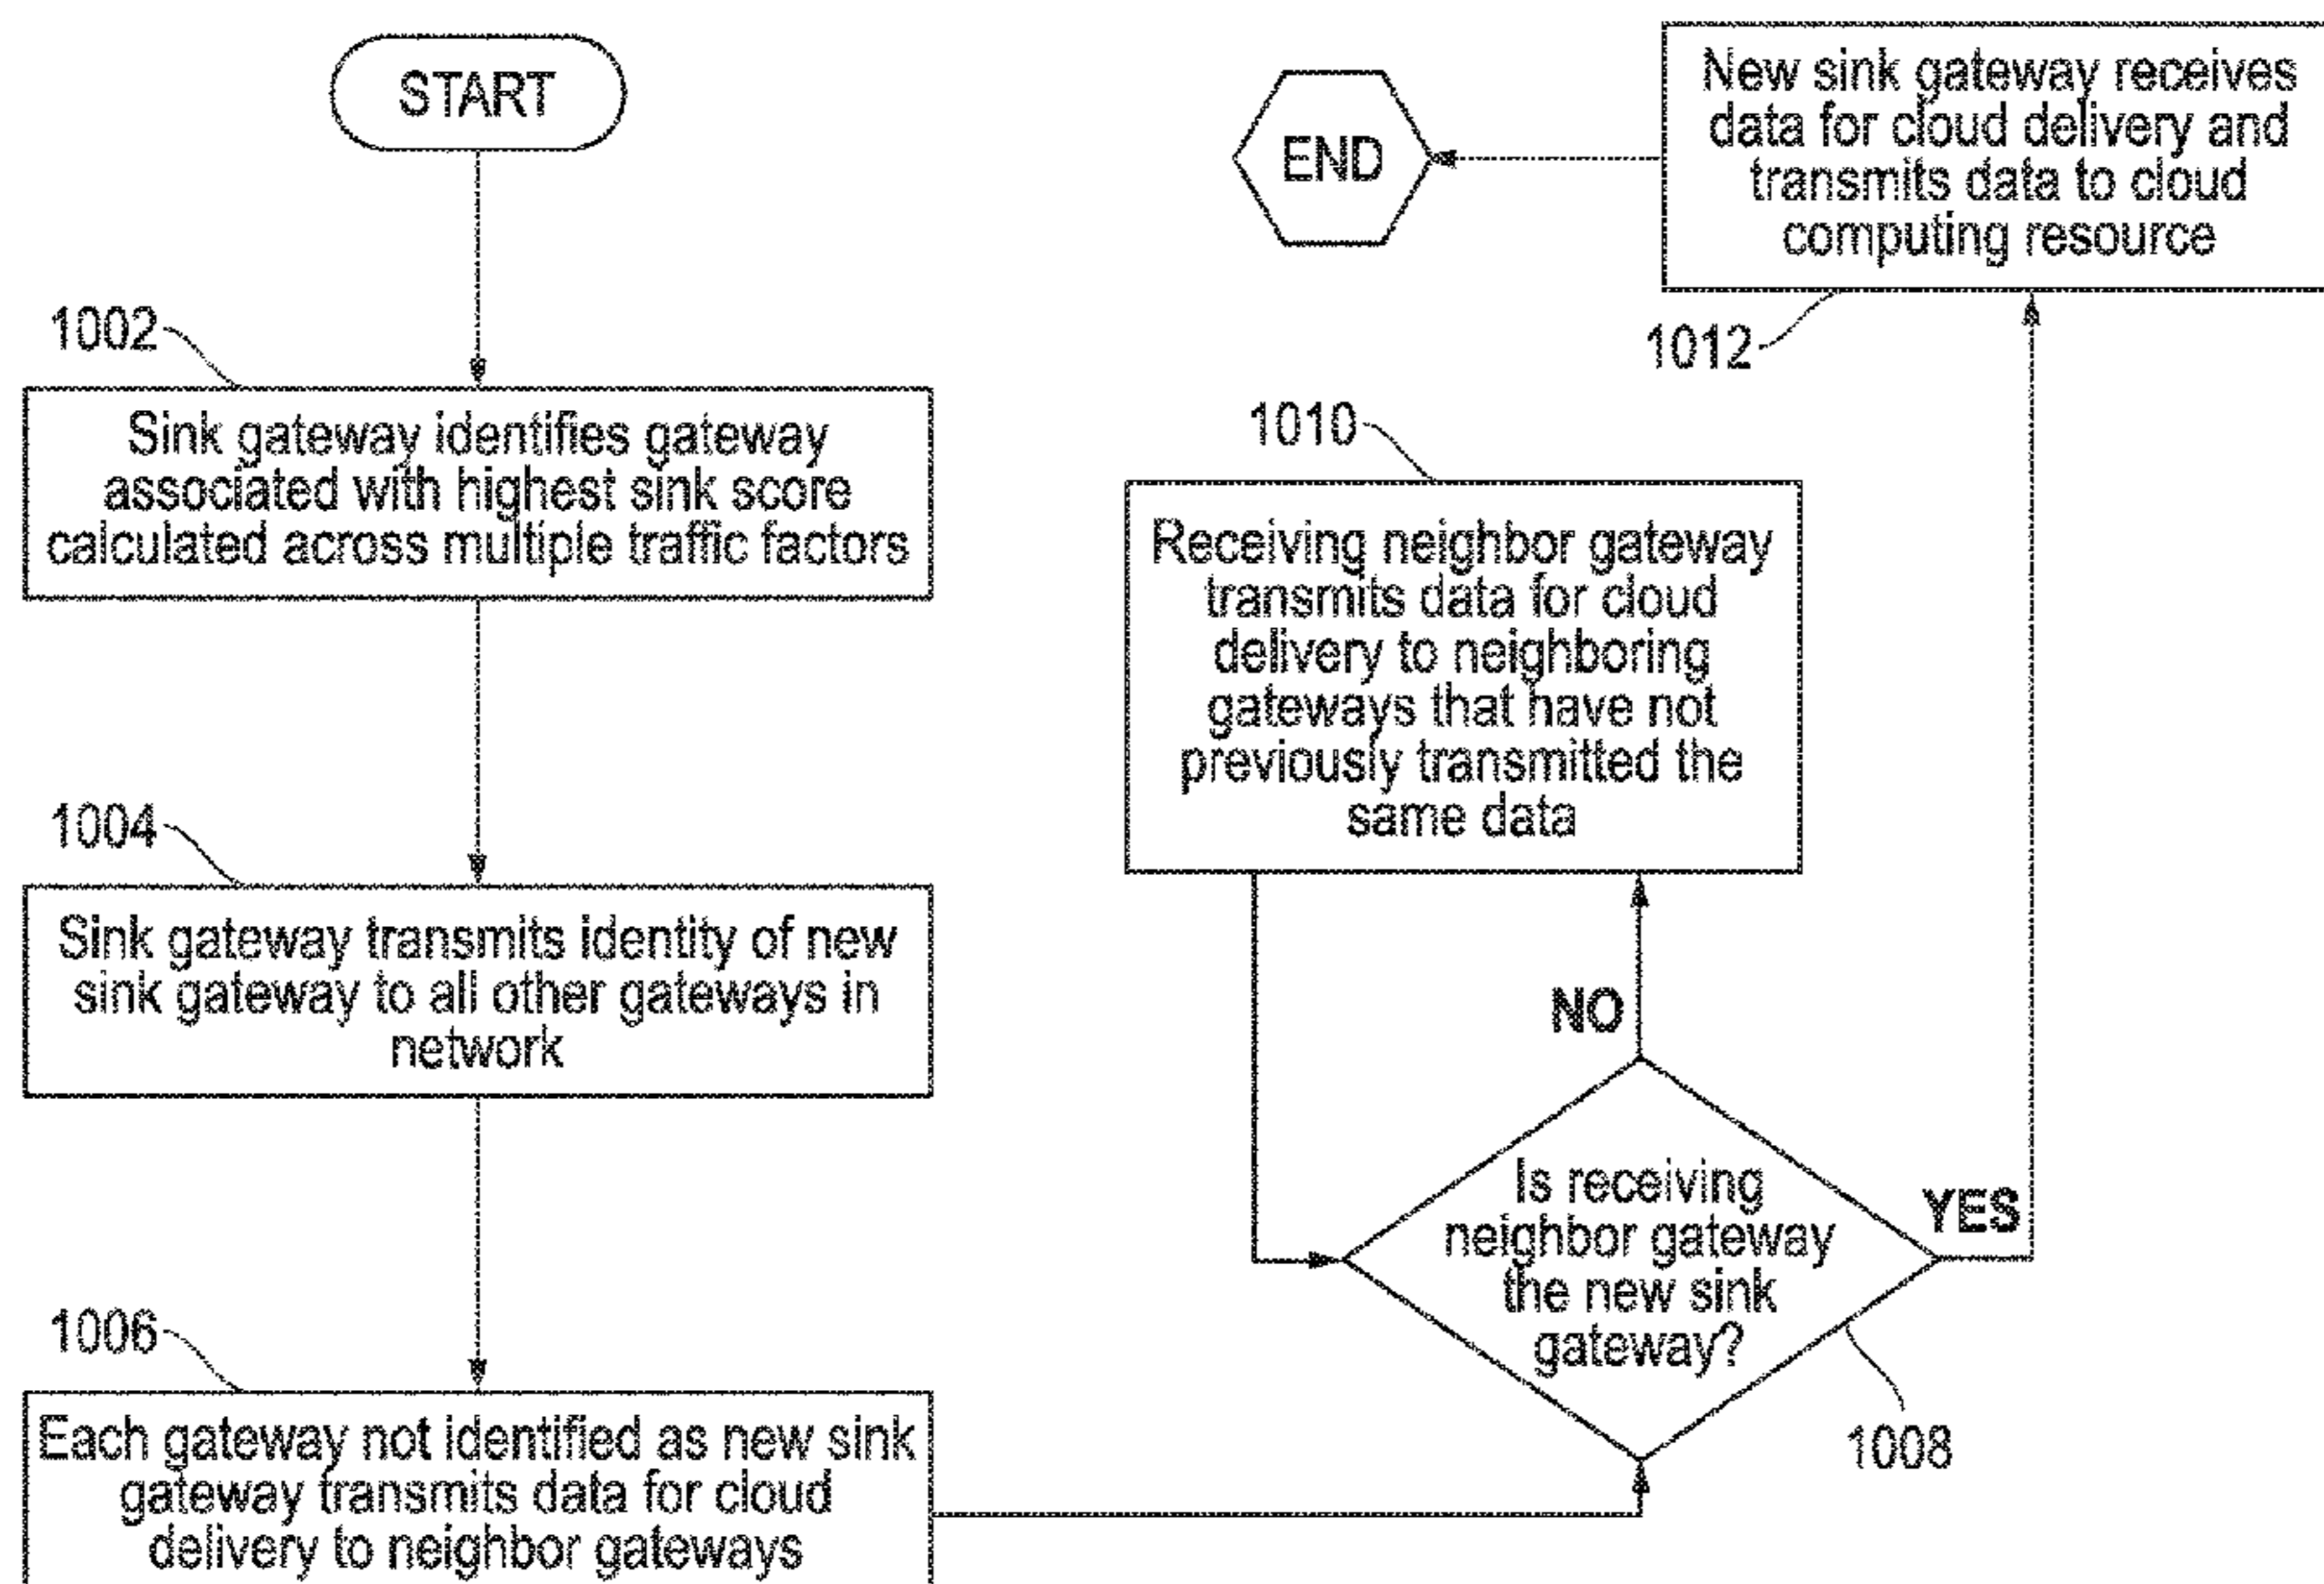 START
1002
Sink gateway identifies gateway
associated with highest sink score
calculated across multiple traffic factors
1004
Sink gateway transmits identity of new
sink gateway to all other gateways in
network
1006
Each gateway not identified as new sink
gateway transmits data for cloud
delivery to neighbor gateways
Is receiving
neighbor gateway
the new sink
gateway?
1008
NO
YES
1010
Receiving neighbor gateway
transmits data for cloud
delivery to neighboring
gateways that have not
previously transmitted the
same data
New sink gateway receives
data for cloud delivery and
transmits data to cloud
computing resource
1012
END